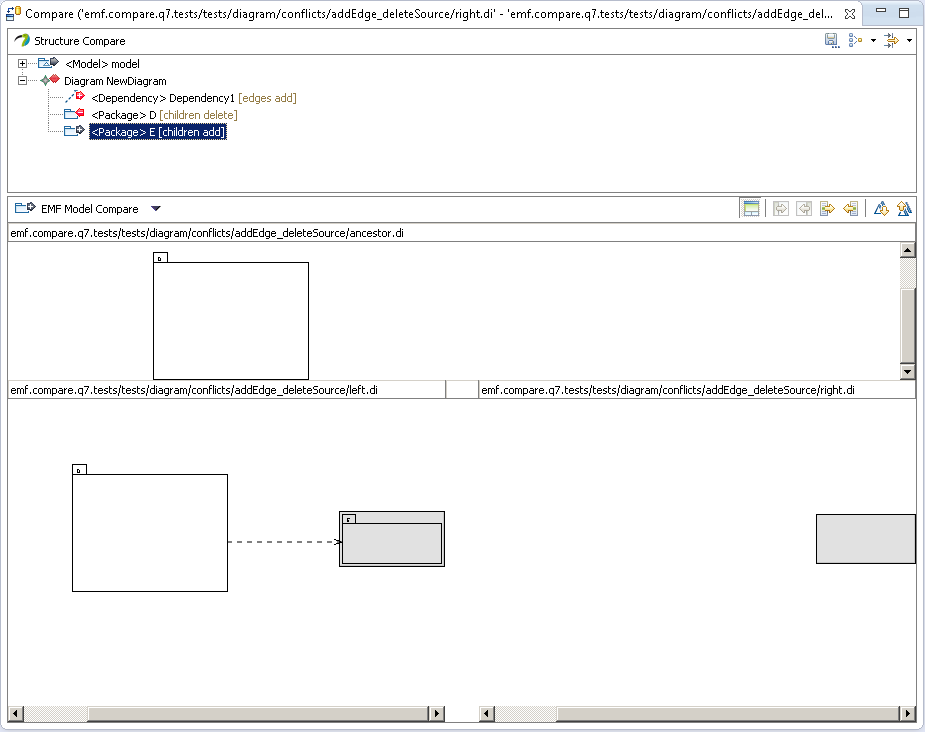 Compare ('emf.compare.q7.tests/tests/diagram/conflicts/addEdge_deleteSource/right.di' - 'emf.compare.q7.tests/tests/diagram/conflicts/addEdge_del...
Structure Compare
<Model> model
Diagram NewDiagram
<Dependency> Dependency1 [edges add]
<Package> D [children delete]
<Package> E [children add]
EMF Model Compare
emf.compare.q7.tests/tests/diagram/conflicts/addEdge_deleteSource/ancestor.di
D
emf.compare.q7.tests/tests/diagram/conflicts/addEdge_deleteSource/left.di
emf.compare.q7.tests/tests/diagram/conflicts/addEdge_deleteSource/right.di
D
E